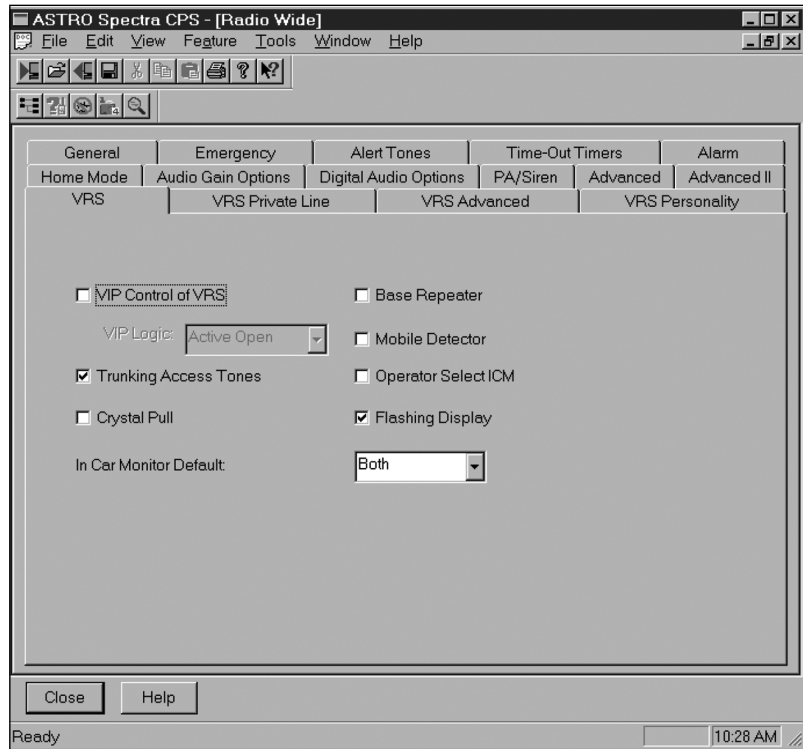 ASTRO Spectra CPS - [Radio Wide]
File Edit View Feature Tools Window Help
General Emergency Alert Tones Time-Out Timers Alarm
Home Mode Audio Gain Options Digital Audio Options PA/Siren Advanced Advanced II
VRS VRS Private Line VRS Advanced VRS Personality
VIP Control of VRS Base Repeater
VIP Logic: Active Open Mobile Detector
Trunking Access Tones Operator Select ICM
Crystal Pull Flashing Display
In Car Monitor Default: Both
Close Help
Ready 10:28 AM